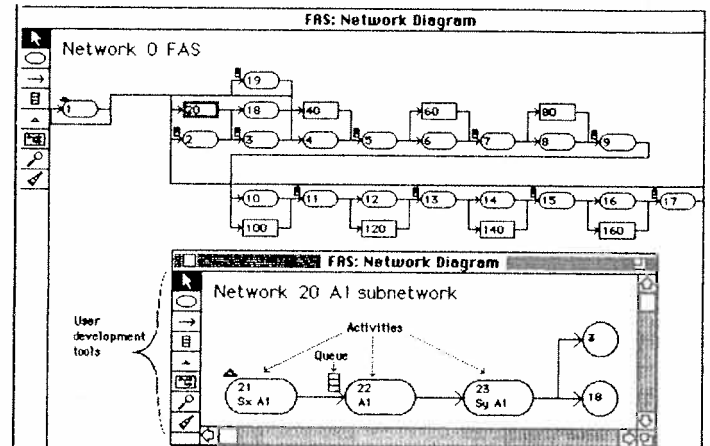 FAS: Network Diagram
Network 0 FAS
19
1
20
18
40
60
80
2
3
4
5
6
7
8
9
10
11
12
13
14
15
16
17
100
120
140
160
FAS: Network Diagram
Network 20 A1 subnetwork
User
development
tools
Activities
Queue
21
Sx A1
22
A1
23
Sy A1
3
18